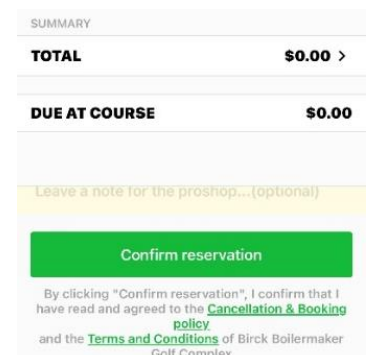 SUMMARY
TOTAL $0.00 >
DUE AT COURSE $0.00
Leave a note for the proshop...(optional)
Confirm reservation
By clicking "Confirm reservation", I confirm that I
have read and agreed to the Cancellation & Booking
policy
and the Terms and Conditions of Birck Boilermaker
Golf Complex